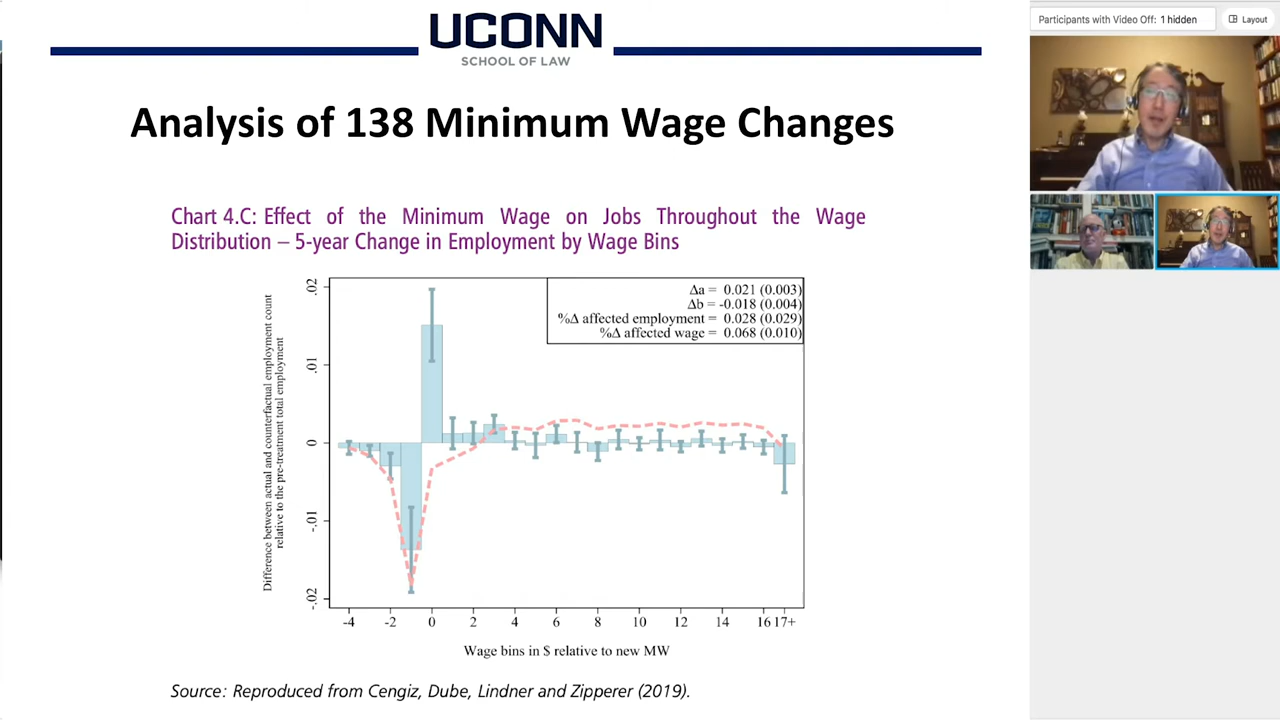 UCONN
SCHOOL OF LAW
Analysis of 138 Minimum Wage Changes
Chart 4.C: Effect of the Minimum Wage on Jobs Throughout the Wage
Distribution – 5-year Change in Employment by Wage Bins
Difference between actual and counterfactual employment count
relative to the pre-treatment total employment
.02
.01
0
-.01
-.02
Δa = 0.021 (0.003)
Δb = -0.018 (0.004)
%Δ affected employment = 0.028 (0.029)
%Δ affected wage = 0.068 (0.010)
-4 -2 0 2 4 6 8 10 12 14 16 17+
Wage bins in $ relative to new MW
Source: Reproduced from Cengiz, Dube, Lindner and Zipperer (2019).
Participants with Video Off: 1 hidden
Layout